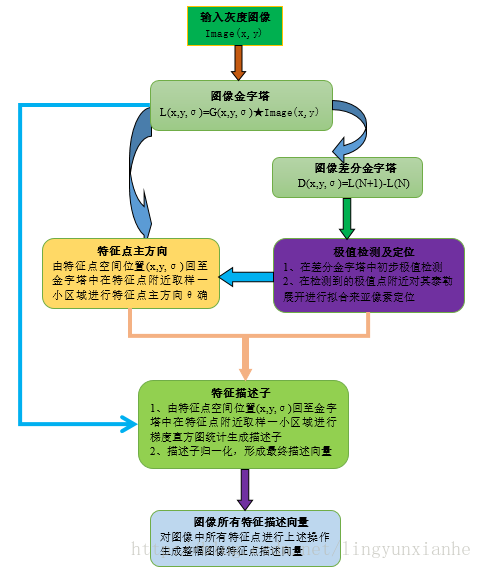 输入灰度图像
Image(x,y)
图像金字塔
L(x,y,σ)=G(x,y,σ)★Image(x,y)
图像差分金字塔
D(x,y,σ)=L(N+1)-L(N)
特征点主方向
由特征点空间位置(x,y,σ)回至
金字塔中在特征点附近取样一
小区域进行特征点主方向θ确
极值检测及定位
1、在差分金字塔中初步极值检测
2、在检测到的极值点附近对其泰勒
展开进行拟合来亚像素定位
特征描述子
1、由特征点空间位置(x,y,σ)回至金字
塔中在特征点附近取样一小区域进行
梯度直方图统计生成描述子
2、描述子归一化，形成最终描述向量
图像所有特征描述向量
对图像中所有特征点进行上述操作
生成整幅图像特征点描述向量
net/lingyunxianhe